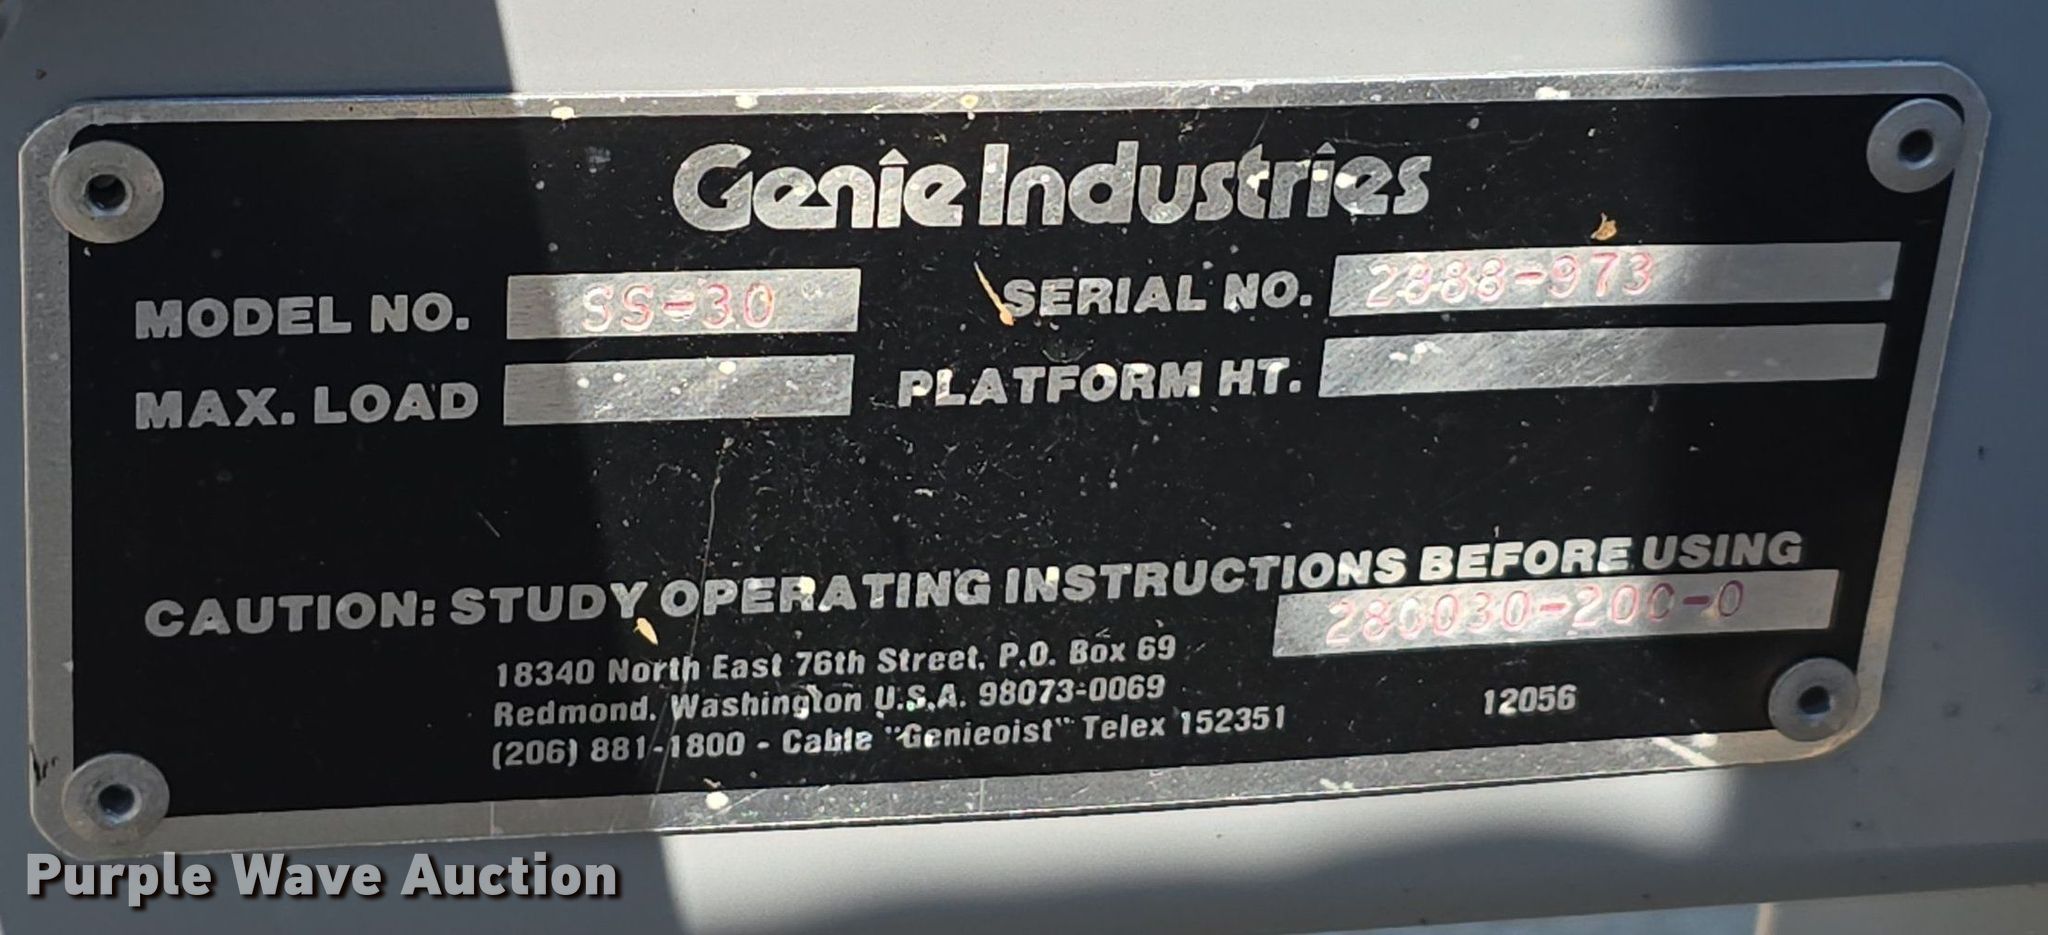 Genie Industries
MODEL NO. SS-30 SERIAL NO. 2888-973
MAX. LOAD PLATFORM HT.
CAUTION: STUDY OPERATING INSTRUCTIONS BEFORE USING
280030-200-0
18340 North East 76th Street, P.O. Box 69
Redmond, Washington U.S.A. 98073-0069
(206) 881-1800 - Cable "Genieoist" Telex 152351
12056
Purple Wave Auction